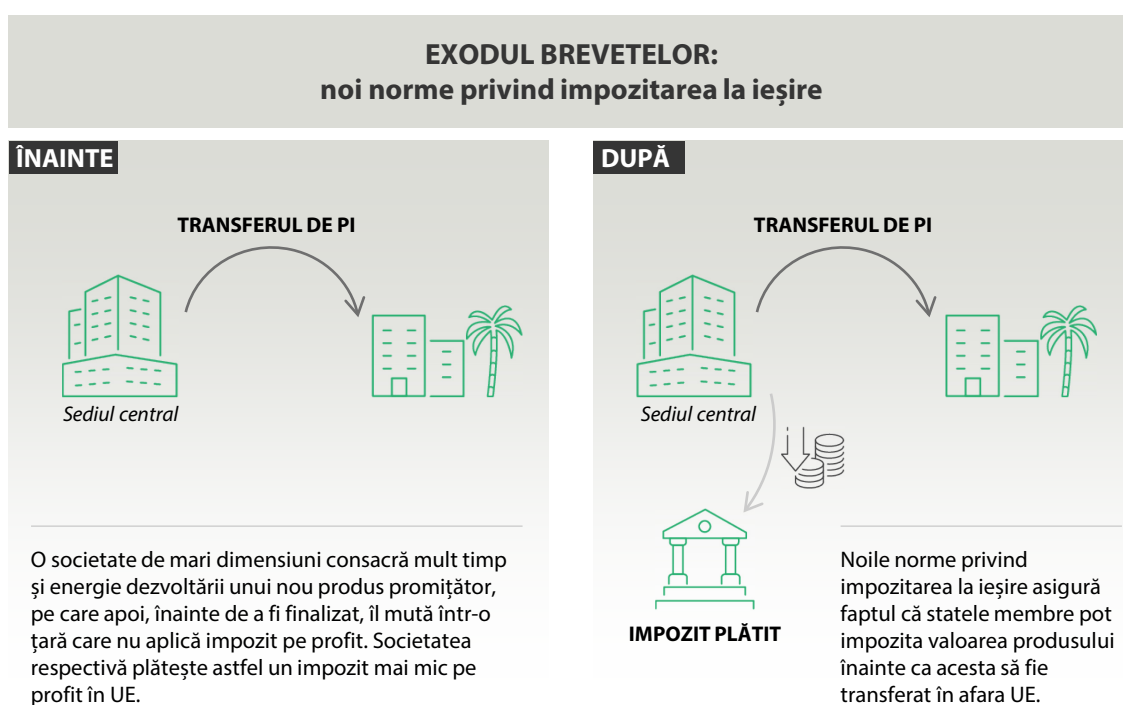 EXODUL BREVETELOR:
noi norme privind impozitarea la ieșire
ÎNAINTE
TRANSFERUL DE PI
Sediul central
O societate de mari dimensiuni consacră mult timp
și energie dezvoltării unui nou produs promițător,
pe care apoi, înainte de a fi finalizat, îl mută într-o
țară care nu aplică impozit pe profit. Societatea
respectivă plătește astfel un impozit mai mic pe
profit în UE.
DUPĂ
TRANSFERUL DE PI
Sediul central
IMPOZIT PLĂTIT
Noile norme privind
impozitarea la ieșire asigură
faptul că statele membre pot
impozita valoarea produsului
înainte ca acesta să fie
transferat în afara UE.